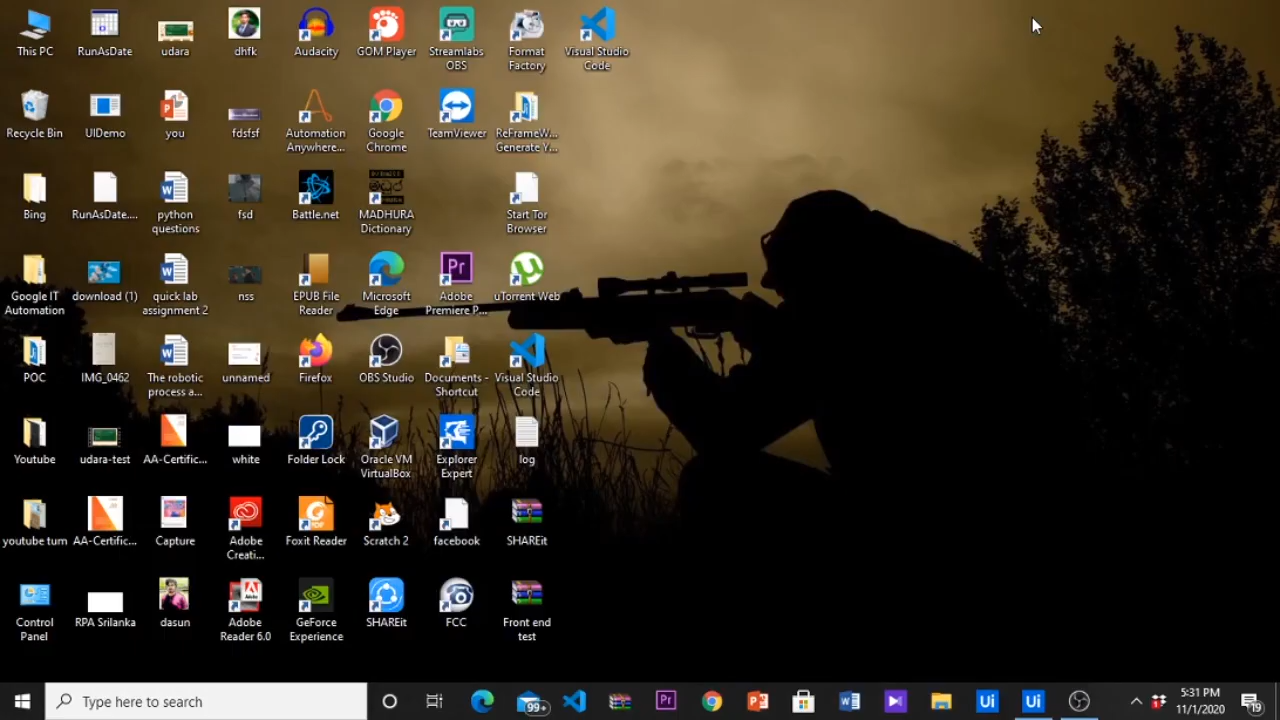 This PC
RunAsDate
udara
dhfk
Audacity
GOM Player
Streamlabs
OBS
Format
Factory
Visual Studio
Code
Recycle Bin
UIDemo
you
fdsfsf
Automation
Anywhere...
Google
Chrome
TeamViewer
ReFrameW...
Generate Y...
Bing
RunAsDate....
python
questions
fsd
Battle.net
MADHURA
Dictionary
Start Tor
Browser
Google IT
Automation
download (1)
quick lab
assignment 2
nss
EPUB File
Reader
Microsoft
Edge
Pr
Adobe
Premiere P...
uTorrent Web
POC
IMG_0462
The robotic
process a...
unnamed
Firefox
OBS Studio
Documents -
Shortcut
Visual Studio
Code
Youtube
udara-test
AA-Certific...
white
Folder Lock
Oracle VM
VirtualBox
Explorer
Expert
log
youtube tum
AA-Certific...
Capture
Adobe
Creati...
Foxit Reader
Scratch 2
facebook
SHAREit
Control
Panel
RPA Srilanka
dasun
Adobe
Reader 6.0
GeForce
Experience
SHAREit
FCC
Front end
test
Type here to search
99+
Pr
Ui
Ui
5:31 PM
11/1/2020
19